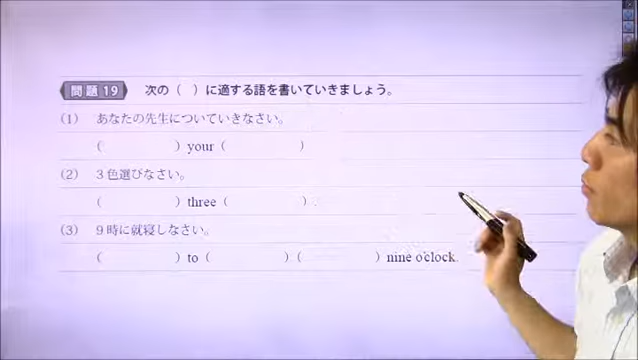 問題 19 次の( )に適する語を書いていきましょう。
(1) あなたの先生についていきなさい。
( ) your ( )
(2) 3色選びなさい。
( ) three ( )
(3) 9時に就寝しなさい。
( ) to ( ) ( ) nine o'clock.